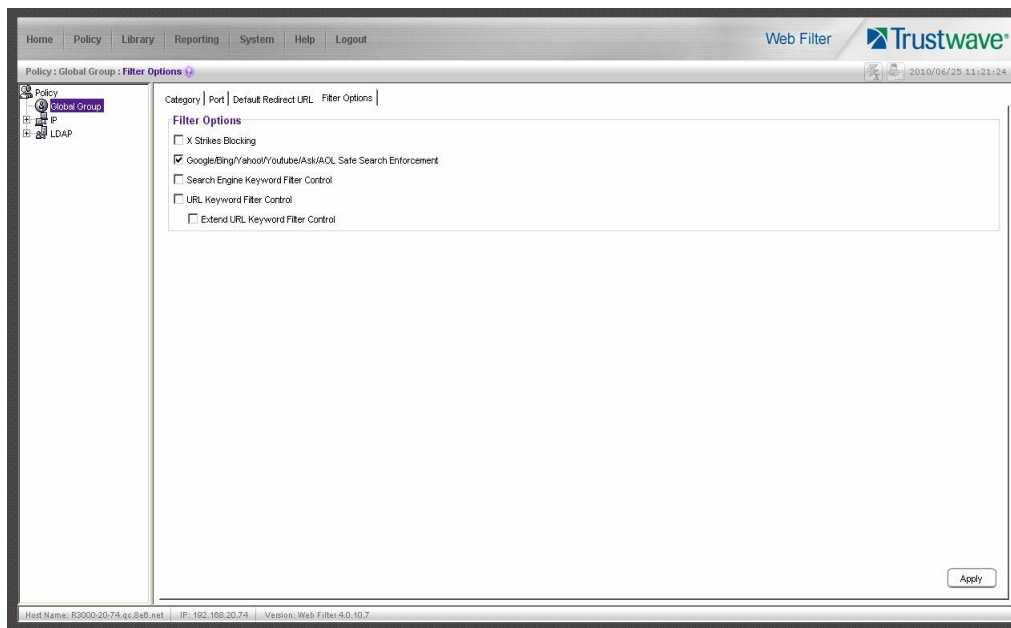 Home Policy Library Reporting System Help Logout Web Filter Trustwave®
Policy : Global Group : Filter Options 2010/06/25 11:21:24
Policy
Global Group
IP
LDAP
Category Port Default Redirect URL Filter Options
Filter Options
X Strikes Blocking
Google/Bing/Yahoo!/Youtube/Ask/AOL Safe Search Enforcement
Search Engine Keyword Filter Control
URL Keyword Filter Control
Extend URL Keyword Filter Control
Apply
Host Name: R3000-20-74.qc.8e6.net IP: 192.168.20.74 Version: Web Filter 4.0.10.7